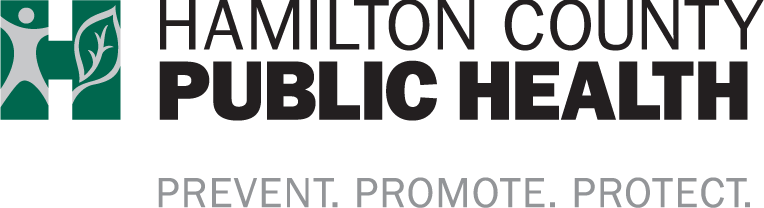 HAMILTON COUNTY
PUBLIC HEALTH
PREVENT. PROMOTE. PROTECT.